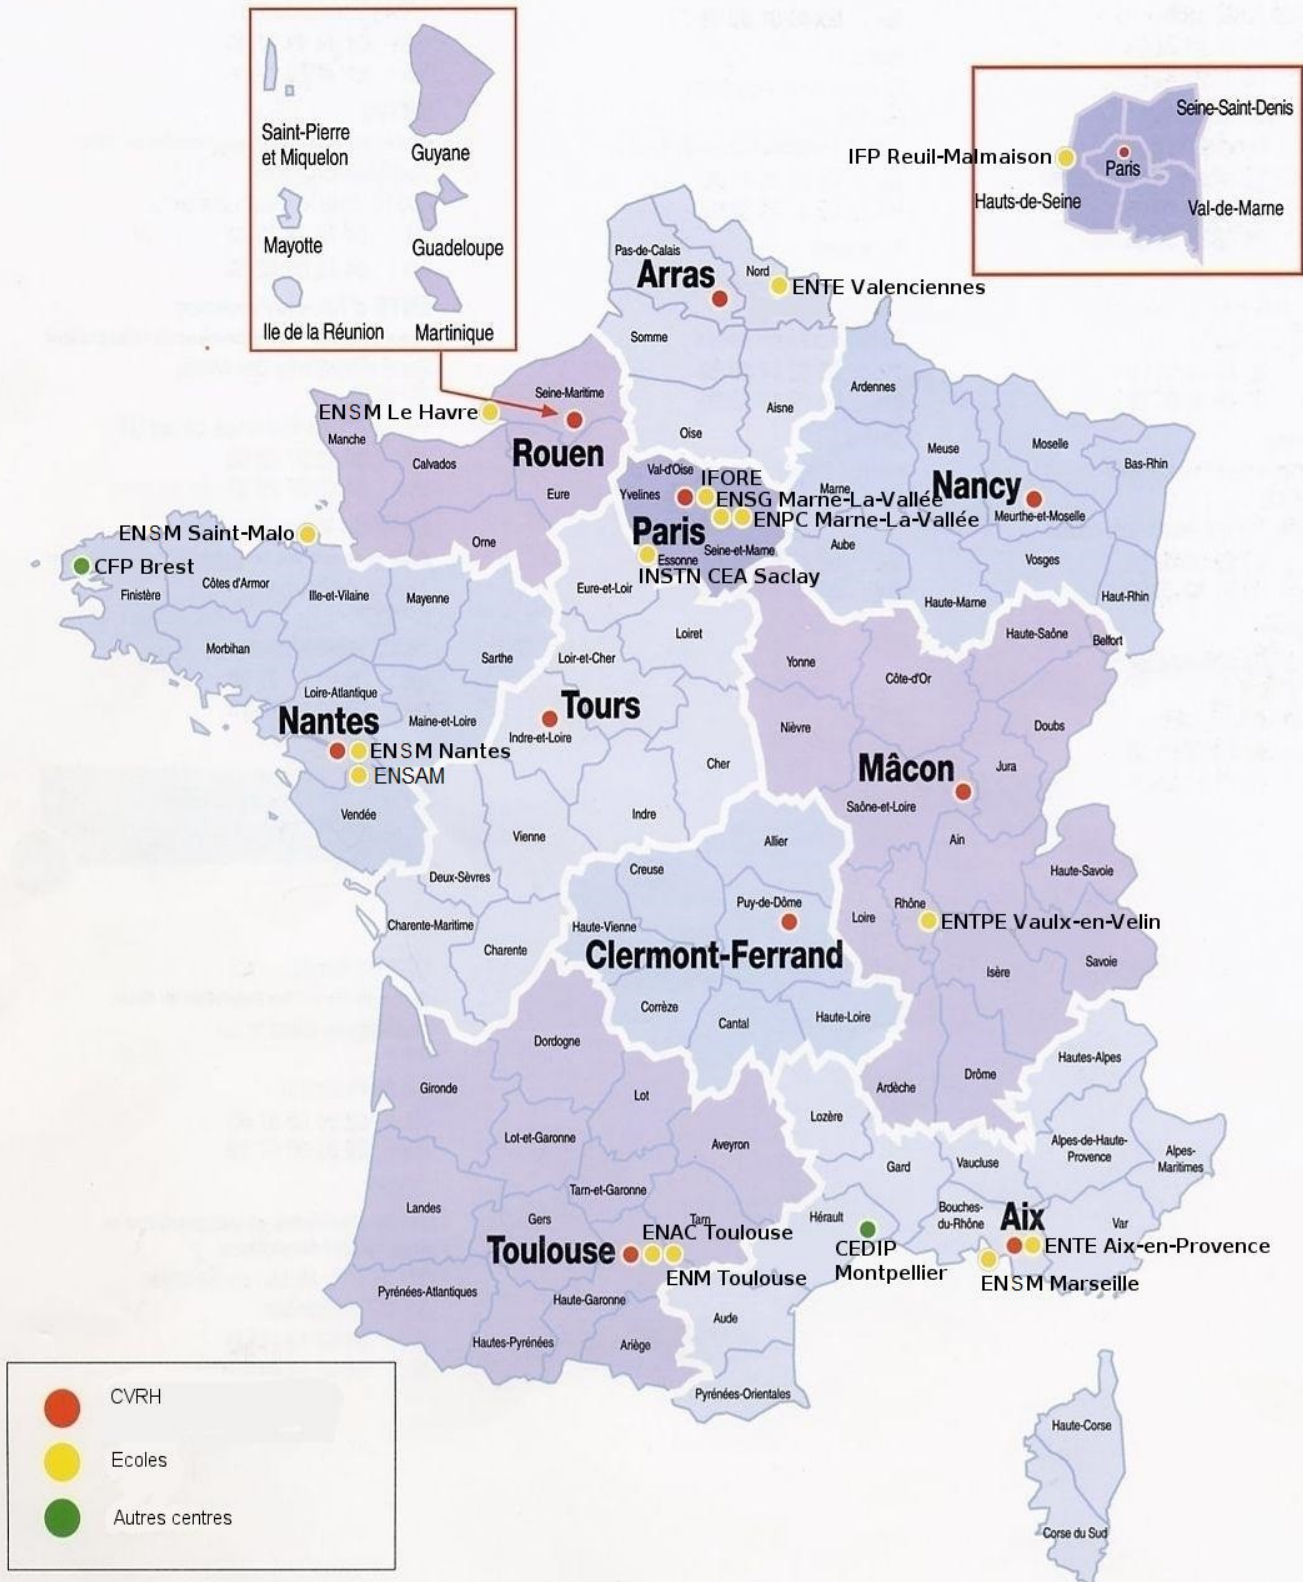 Saint-Pierre
et Miquelon
Guyane
Mayotte
Guadeloupe
Ile de la Réunion
Martinique
Seine-Saint-Denis
IFP Reuil-Malmaison
Paris
Hauts-de-Seine
Val-de-Marne
Pas-de-Calais
Arras
Nord
ENTE Valenciennes
Somme
Aisne
Oise
Ardennes
Seine-Maritime
ENSM Le Havre
Rouen
Manche
Calvados
Eure
Orne
Val-d'Oise
Yvelines
IFORE
ENSG Marne-La-Vallée
ENPC Marne-La-Vallée
Paris
Seine-et-Marne
Essonne
INSTN CEA Saclay
Meuse
Moselle
Bas-Rhin
Marne
Nancy
Meurthe-et-Moselle
Aube
Vosges
Haute-Marne
Haut-Rhin
ENSM Saint-Malo
CFP Brest
Finistère
Côtes d'Armor
Ille-et-Vilaine
Mayenne
Morbihan
Sarthe
Loire-Atlantique
Nantes
Maine-et-Loire
ENSM Nantes
ENSAM
Vendée
Eure-et-Loir
Loiret
Loir-et-Cher
Tours
Indre-et-Loire
Cher
Indre
Vienne
Deux-Sèvres
Charente-Maritime
Charente
Yonne
Côte-d'Or
Haute-Saône
Belfort
Nièvre
Doubs
Mâcon
Jura
Saône-et-Loire
Ain
Haute-Savoie
Rhône
Loire
ENTPE Vaulx-en-Velin
Savoie
Isère
Ardèche
Drôme
Allier
Creuse
Puy-de-Dôme
Haute-Vienne
Clermont-Ferrand
Corrèze
Cantal
Haute-Loire
Dordogne
Gironde
Lot
Lot-et-Garonne
Aveyron
Tarn-et-Garonne
Landes
Gers
Tarn
ENAC Toulouse
Toulouse
ENM Toulouse
Pyrénées-Atlantiques
Haute-Garonne
Hautes-Pyrénées
Ariège
Hautes-Alpes
Lozère
Gard
Vaucluse
Alpes-de-Haute-
Provence
Alpes-
Maritimes
Hérault
Bouches-
du-Rhône
Aix
Var
CEDIP
Montpellier
ENTE Aix-en-Provence
ENSM Marseille
Aude
Pyrénées-Orientales
Haute-Corse
Corse du Sud
CVRH
Ecoles
Autres centres